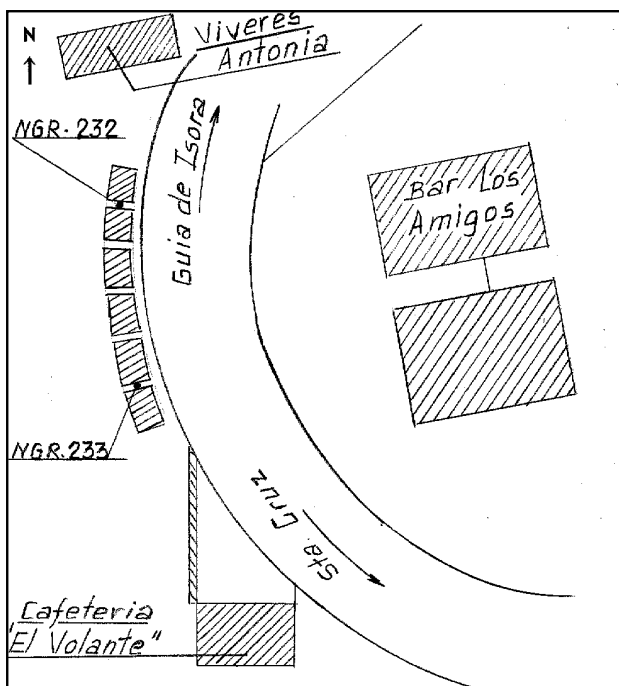 N
Viveres
Antonia
NGR-232
Guia de Isora
Bar Los
Amigos
NGR.233
Sta. Cruz
Cafeteria
"El Volante"